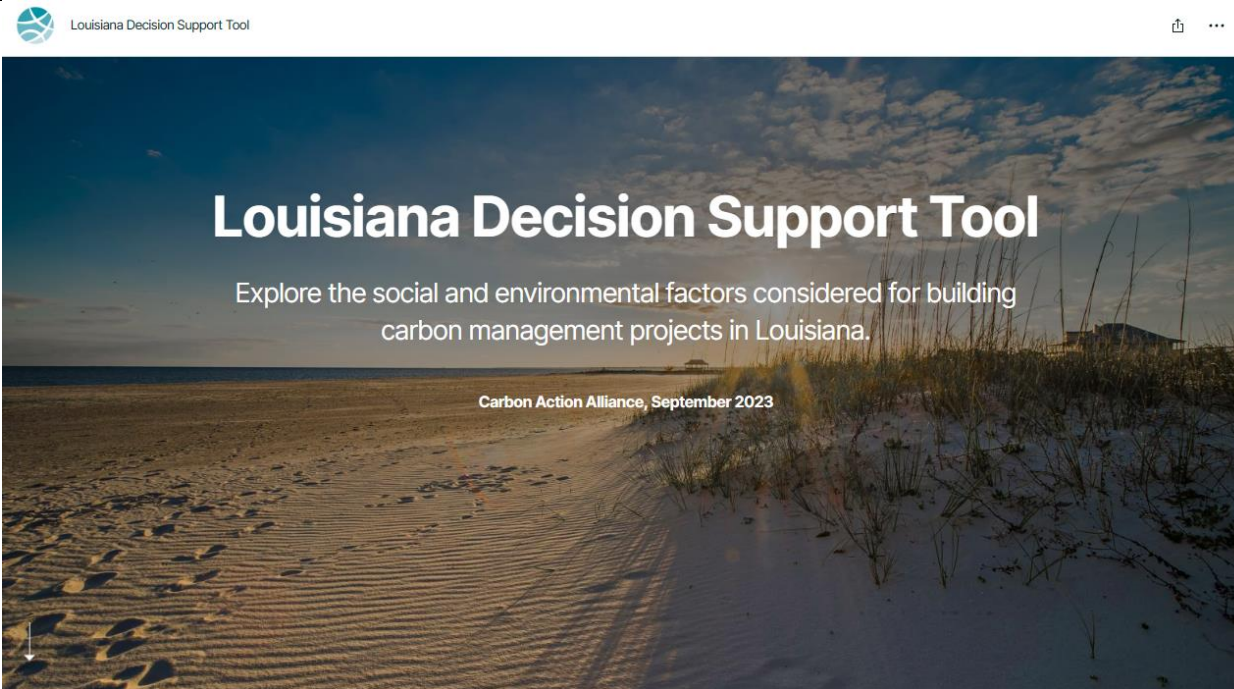 Louisiana Decision Support Tool
Louisiana Decision Support Tool
Explore the social and environmental factors considered for building
carbon management projects in Louisiana.
Carbon Action Alliance, September 2023